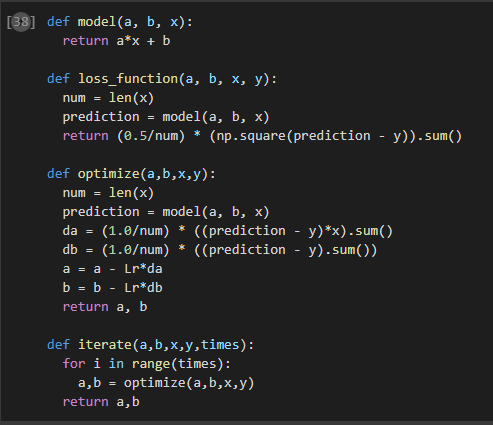 [38] def model(a, b, x):
  return a*x + b

def loss_function(a, b, x, y):
  num = len(x)
  prediction = model(a, b, x)
  return (0.5/num) * (np.square(prediction - y)).sum()

def optimize(a,b,x,y):
  num = len(x)
  prediction = model(a, b, x)
  da = (1.0/num) * ((prediction - y)*x).sum()
  db = (1.0/num) * ((prediction - y).sum())
  a = a - Lr*da
  b = b - Lr*db
  return a, b

def iterate(a,b,x,y,times):
  for i in range(times):
    a,b = optimize(a,b,x,y)
  return a,b